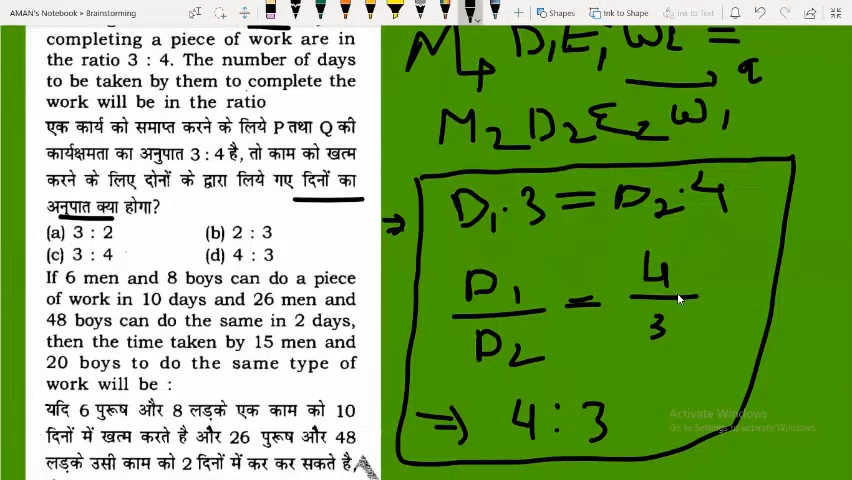 AMAN's Notebook » Brainstorming
Shapes
Ink to Shape
Ink to Text
completing a piece of work are in
the ratio 3 : 4. The number of days
to be taken by them to complete the
work will be in the ratio
एक कार्य को समाप्त करने के लिये P तथा Q की
कार्यक्षमता का अनुपात 3 : 4 है, तो काम को खत्म
करने के लिए दोनों के द्वारा लिये गए दिनों का
अनुपात क्या होगा?
(a) 3 : 2 (b) 2 : 3
(c) 3 : 4 (d) 4 : 3
If 6 men and 8 boys can do a piece
of work in 10 days and 26 men and
48 boys can do the same in 2 days,
then the time taken by 15 men and
20 boys to do the same type of
work will be :
यदि 6 पुरूष और 8 लड़के एक काम को 10
दिनों में खत्म करते है और 26 पुरूष और 48
लड़के उसी काम को 2 दिनों में कर कर सकते है,
M₁ D₁E₁ W₂ =
M₂ D₂ E₂ W₁
⇒ D₁·3 = D₂·4
D₁/D₂ = 4/3
⇒ 4 : 3
Activate Windows
Go to Settings to activate Windows.